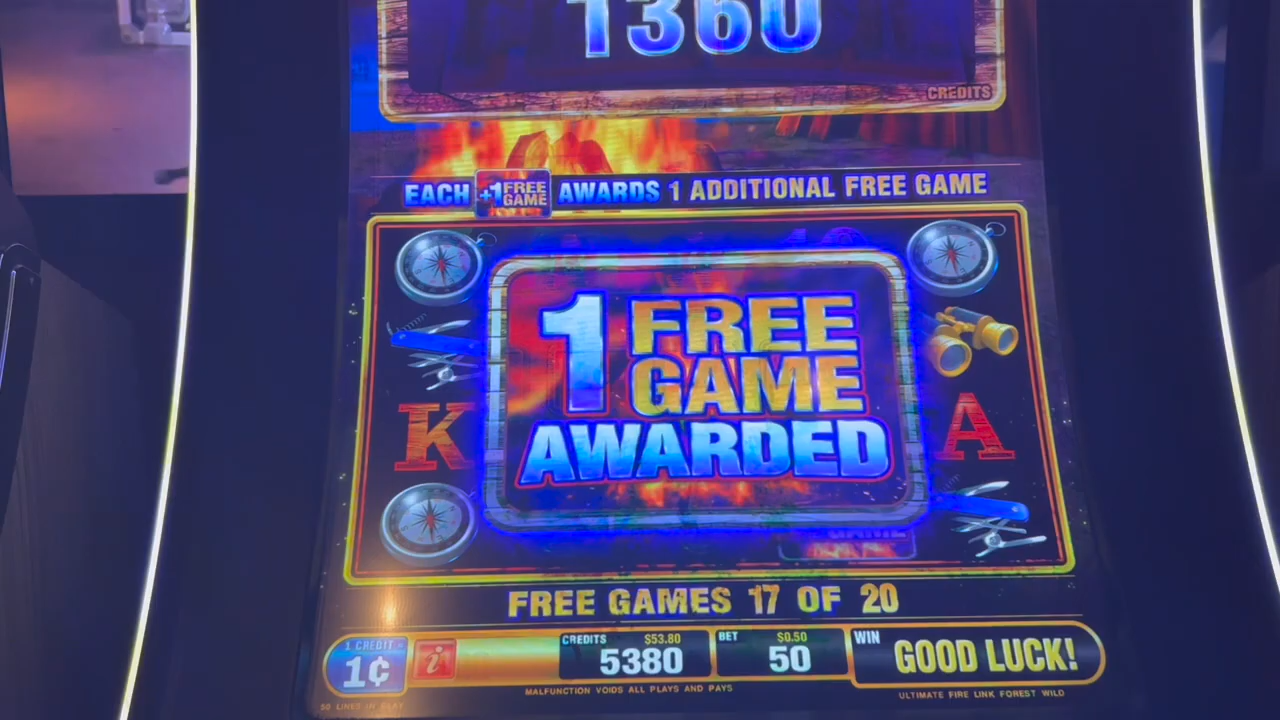 1360
CREDITS
EACH +1 FREE GAME AWARDS 1 ADDITIONAL FREE GAME
1 FREE
GAME
AWARDED
K
A
GAME
FREE GAMES 17 OF 20
1 CREDIT =
1¢
i
CREDITS $53.80
5380
BET $0.50
50
WIN
GOOD LUCK!
MALFUNCTION VOIDS ALL PLAYS AND PAYS
ULTIMATE FIRE LINK FOREST WILD
50 LINES IN PLAY